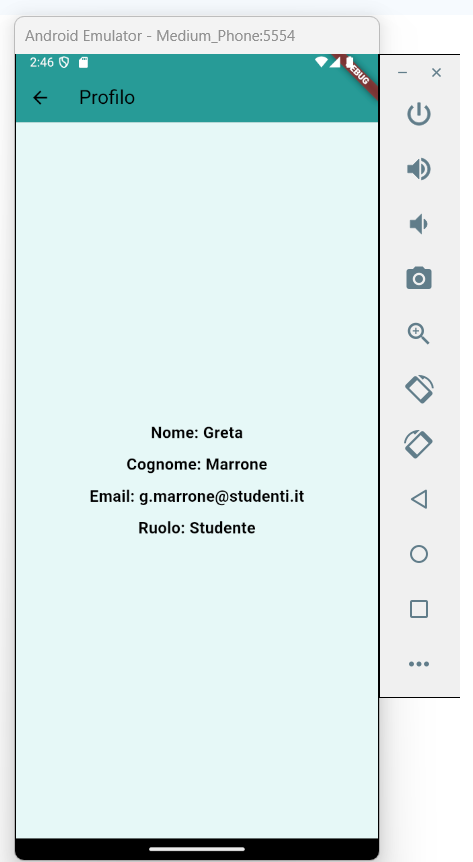 Android Emulator - Medium_Phone:5554
2:46
DEBUG
Profilo
Nome: Greta
Cognome: Marrone
Email: g.marrone@studenti.it
Ruolo: Studente